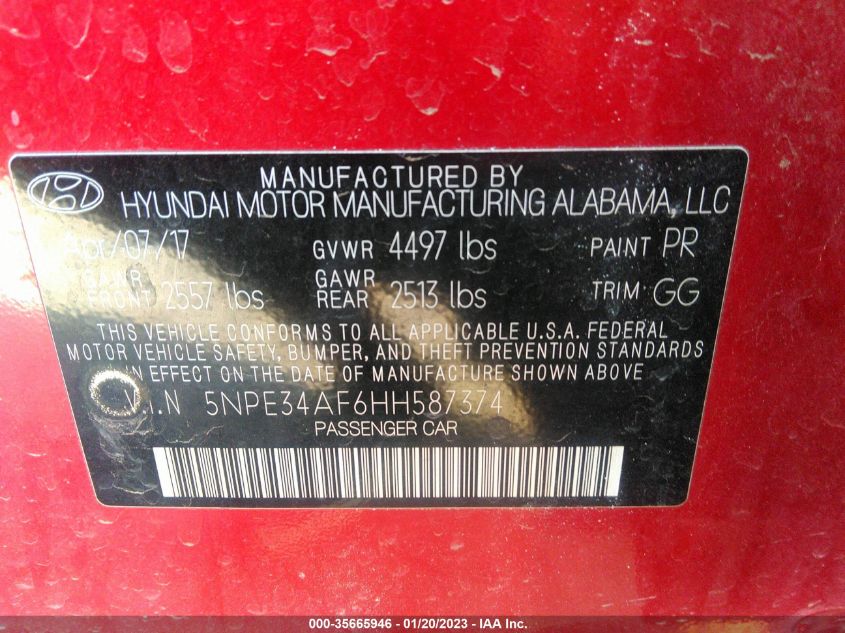 MANUFACTURED BY
HYUNDAI MOTOR MANUFACTURING ALABAMA, LLC
Apr/07/17 GVWR 4497 lbs PAINT PR
GAWR FRONT 2557 lbs GAWR REAR 2513 lbs TRIM GG
THIS VEHICLE CONFORMS TO ALL APPLICABLE U.S.A. FEDERAL
MOTOR VEHICLE SAFETY, BUMPER, AND THEFT PREVENTION STANDARDS
IN EFFECT ON THE DATE OF MANUFACTURE SHOWN ABOVE
V.I.N 5NPE34AF6HH587374
PASSENGER CAR
000-35665946 - 01/20/2023 - IAA Inc.